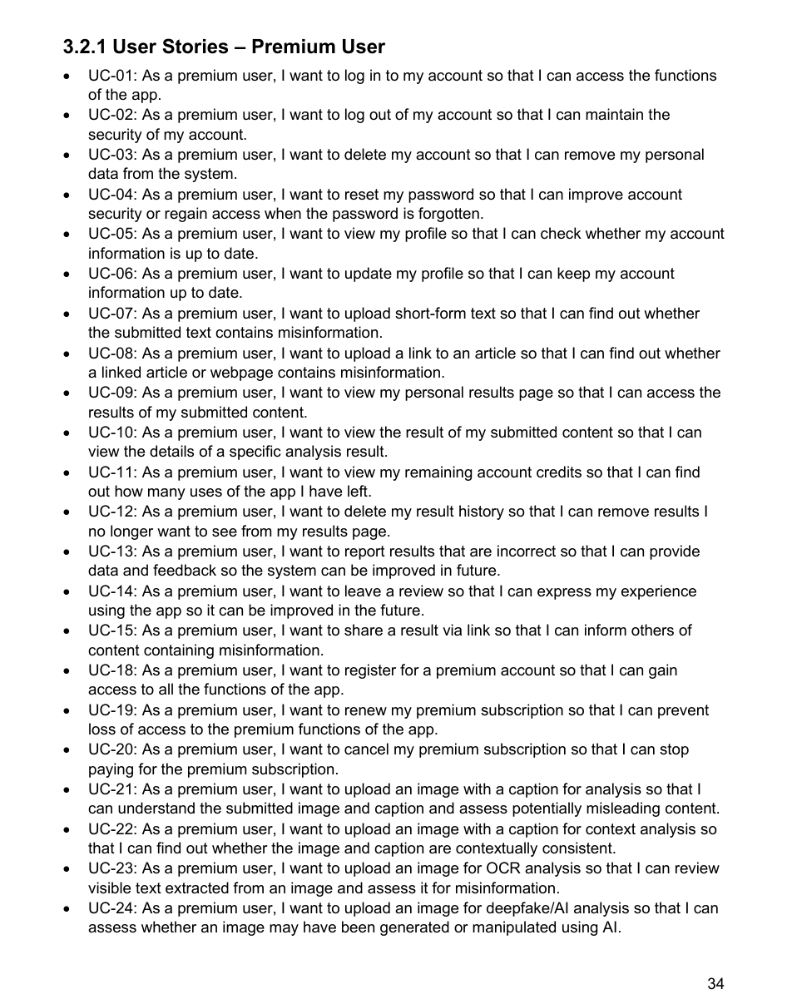 3.2.1 User Stories – Premium User
• UC-01: As a premium user, I want to log in to my account so that I can access the functions
of the app.
• UC-02: As a premium user, I want to log out of my account so that I can maintain the
security of my account.
• UC-03: As a premium user, I want to delete my account so that I can remove my personal
data from the system.
• UC-04: As a premium user, I want to reset my password so that I can improve account
security or regain access when the password is forgotten.
• UC-05: As a premium user, I want to view my profile so that I can check whether my account
information is up to date.
• UC-06: As a premium user, I want to update my profile so that I can keep my account
information up to date.
• UC-07: As a premium user, I want to upload short-form text so that I can find out whether
the submitted text contains misinformation.
• UC-08: As a premium user, I want to upload a link to an article so that I can find out whether
a linked article or webpage contains misinformation.
• UC-09: As a premium user, I want to view my personal results page so that I can access the
results of my submitted content.
• UC-10: As a premium user, I want to view the result of my submitted content so that I can
view the details of a specific analysis result.
• UC-11: As a premium user, I want to view my remaining account credits so that I can find
out how many uses of the app I have left.
• UC-12: As a premium user, I want to delete my result history so that I can remove results I
no longer want to see from my results page.
• UC-13: As a premium user, I want to report results that are incorrect so that I can provide
data and feedback so the system can be improved in future.
• UC-14: As a premium user, I want to leave a review so that I can express my experience
using the app so it can be improved in the future.
• UC-15: As a premium user, I want to share a result via link so that I can inform others of
content containing misinformation.
• UC-18: As a premium user, I want to register for a premium account so that I can gain
access to all the functions of the app.
• UC-19: As a premium user, I want to renew my premium subscription so that I can prevent
loss of access to the premium functions of the app.
• UC-20: As a premium user, I want to cancel my premium subscription so that I can stop
paying for the premium subscription.
• UC-21: As a premium user, I want to upload an image with a caption for analysis so that I
can understand the submitted image and caption and assess potentially misleading content.
• UC-22: As a premium user, I want to upload an image with a caption for context analysis so
that I can find out whether the image and caption are contextually consistent.
• UC-23: As a premium user, I want to upload an image for OCR analysis so that I can review
visible text extracted from an image and assess it for misinformation.
• UC-24: As a premium user, I want to upload an image for deepfake/AI analysis so that I can
assess whether an image may have been generated or manipulated using AI.
34